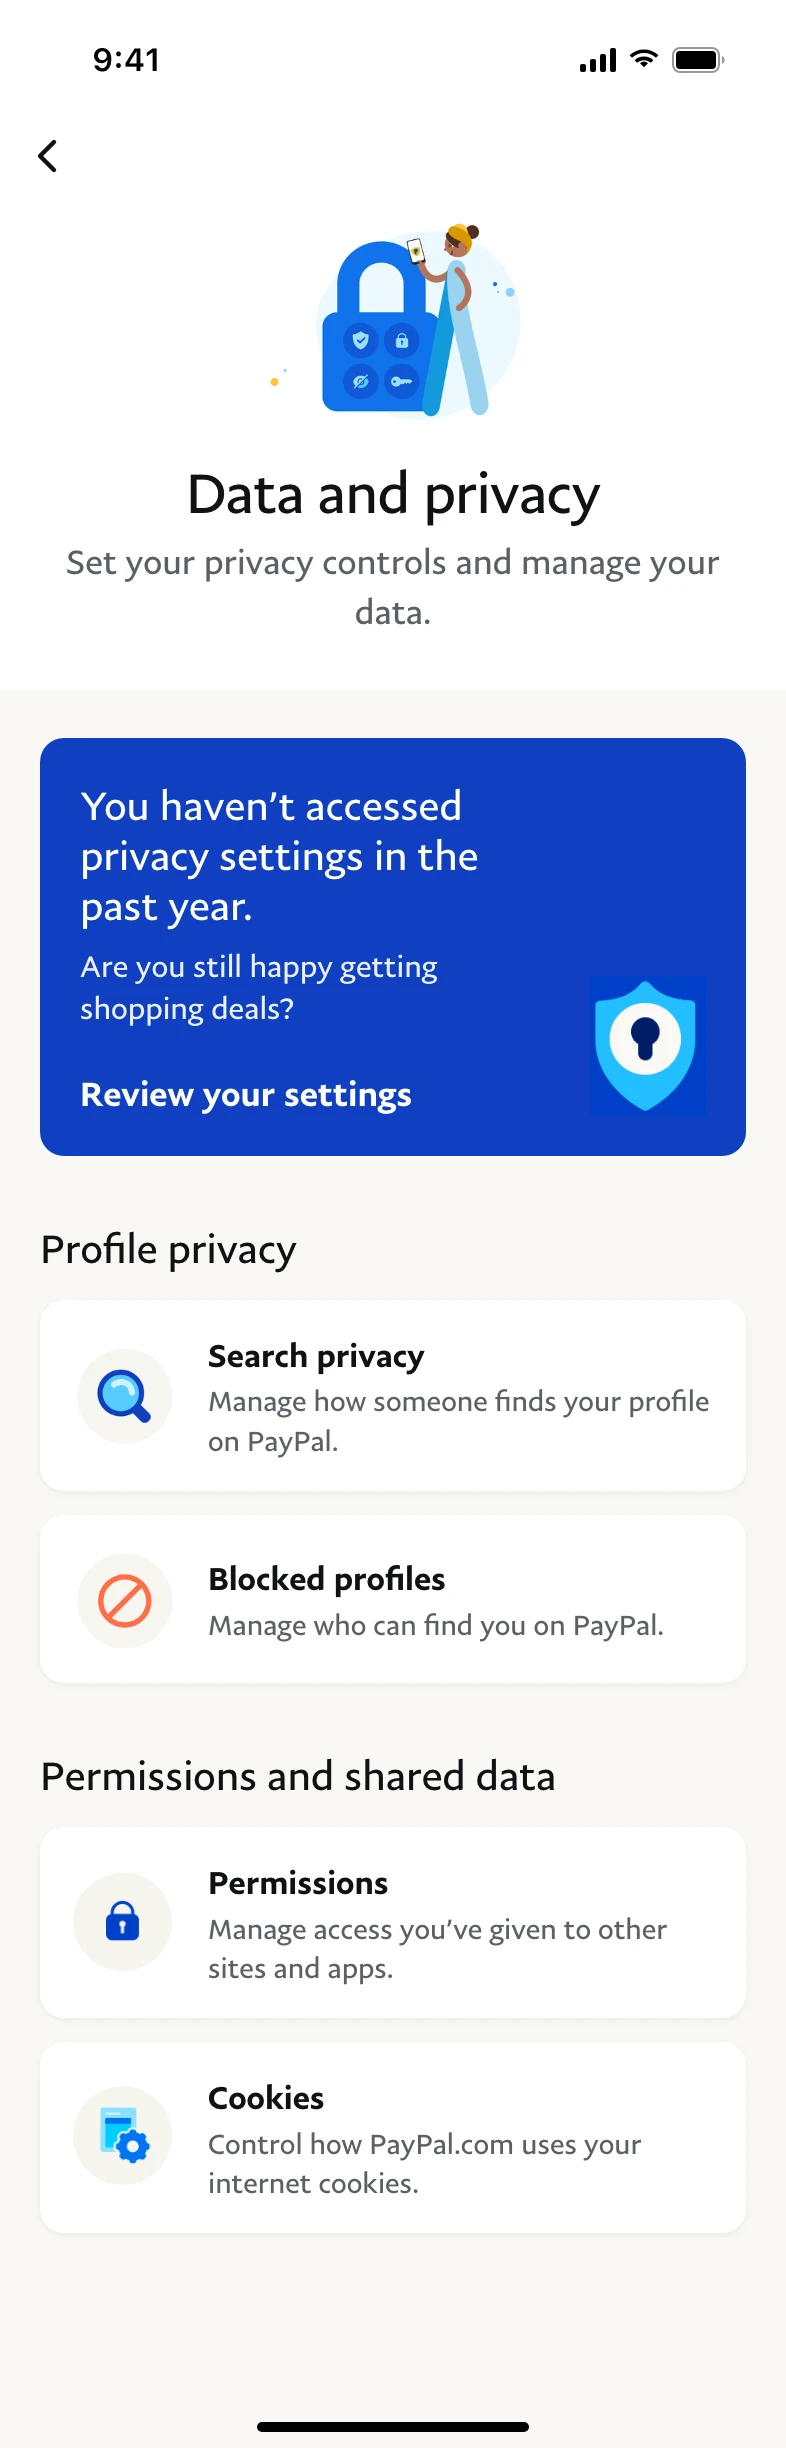 9:41
Data and privacy
Set your privacy controls and manage your
data.
You haven’t accessed
privacy settings in the
past year.
Are you still happy getting
shopping deals?
Review your settings
Profile privacy
Search privacy
Manage how someone finds your profile
on PayPal.
Blocked profiles
Manage who can find you on PayPal.
Permissions and shared data
Permissions
Manage access you’ve given to other
sites and apps.
Cookies
Control how PayPal.com uses your
internet cookies.